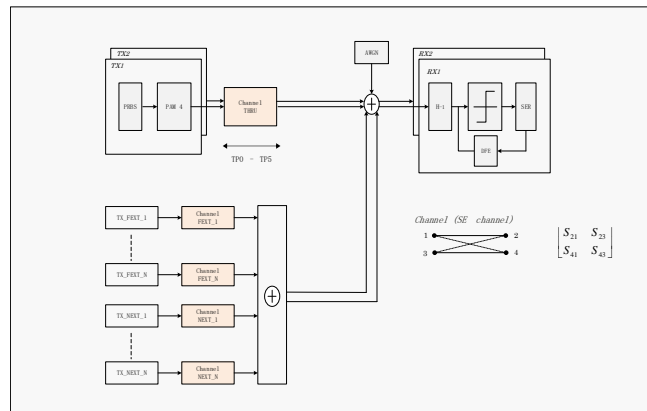 TX2
TX1
PRBS
PAM 4
Channel
THRU
TP0 - TP5
AWGN
RX2
RX1
H-1
SER
DFE
TX_FEXT_1
Channel
FEXT_1
TX_FEXT_N
Channel
FEXT_N
TX_NEXT_1
Channel
NEXT_1
TX_NEXT_N
Channel
NEXT_N
Channel (SE channel)
1 2
3 4
S21 S23
S41 S43